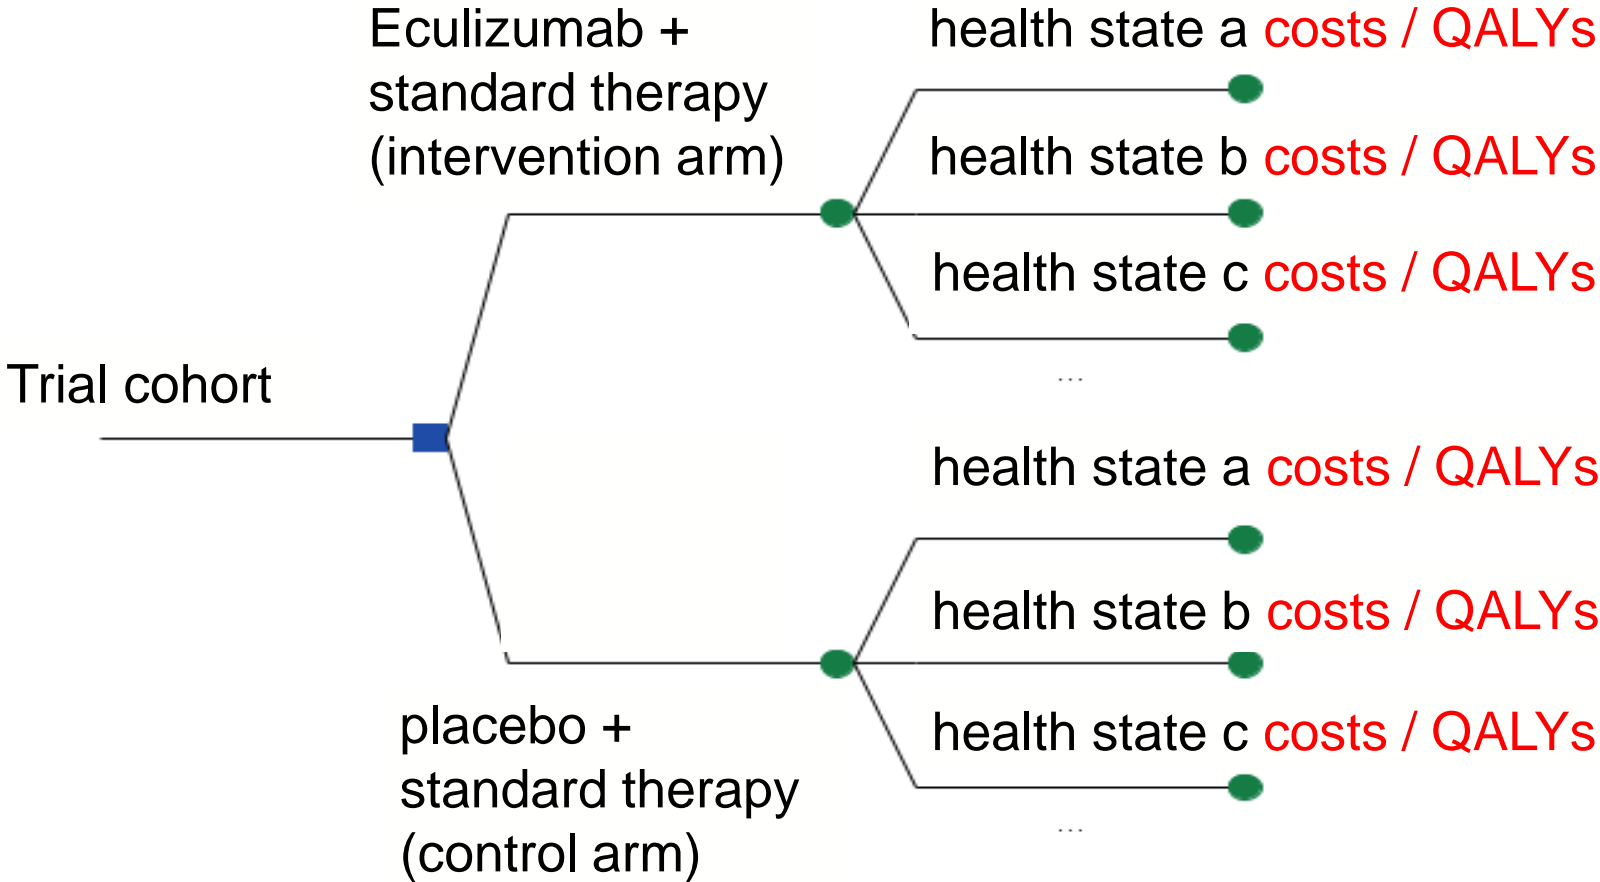 Eculizumab +
standard therapy
(intervention arm)
health state a costs / QALYs
health state b costs / QALYs
health state c costs / QALYs
...
Trial cohort
health state a costs / QALYs
health state b costs / QALYs
health state c costs / QALYs
...
placebo +
standard therapy
(control arm)